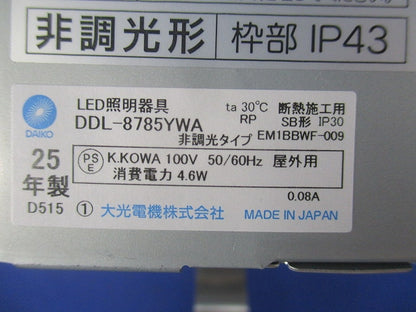 非調光形 枠部 IP43
DAIKO
LED照明器具 ta 30℃ 断熱施工用
DDL-8785YWA RP SB形 IP30
非調光タイプ EM1BBWF-009
25年製
PSE K.KOWA 100V 50/60Hz 屋外用
消費電力 4.6W
0.08A
D515 ① 大光電機株式会社 MADE IN JAPAN